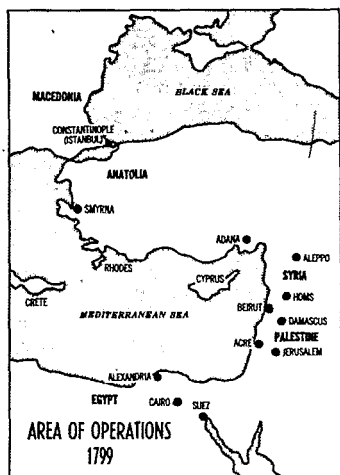 BLACK SEA
MACEDONIA
CONSTANTINOPLE
(ISTANBUL)
ANATOLIA
SMYRNA
ADANA
ALEPPO
RHODES
SYRIA
CYPRUS
CRETE
HOMS
BEIRUT
MEDITERRANEAN SEA
DAMASCUS
PALESTINE
ACRE
JERUSALEM
ALEXANDRIA
EGYPT
CAIRO
SUEZ
AREA OF OPERATIONS
1799